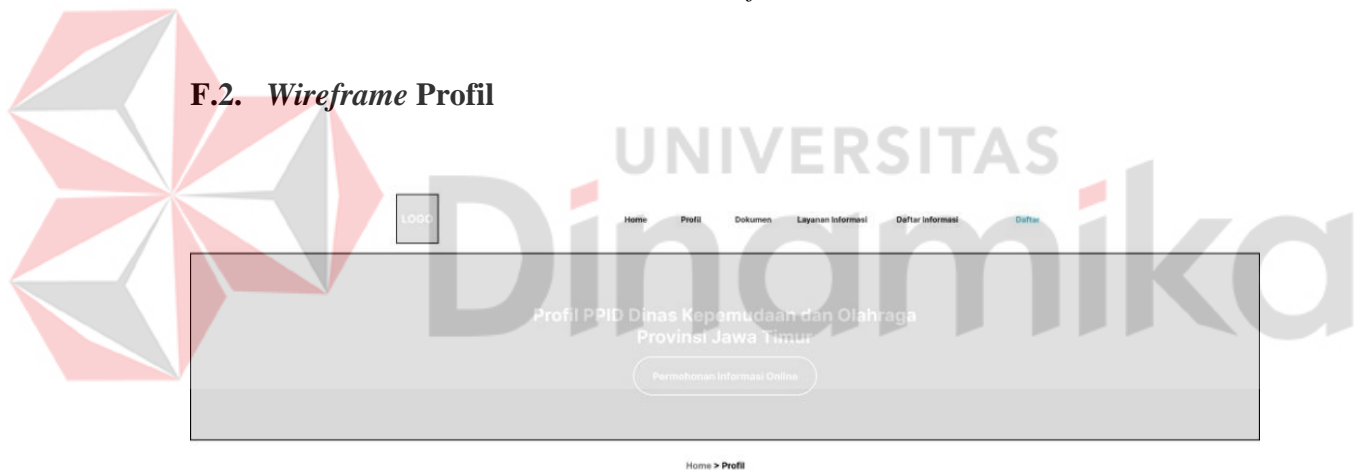 F.2. Wireframe Profil
UNIVERSITAS
Dinamika
LOGO
Home Profil Dokumen Layanan Informasi Daftar Informasi Daftar
Profil PPID Dinas Kepemudaan dan Olahraga
Provinsi Jawa Timur
Permohonan Informasi Online
Home > Profil